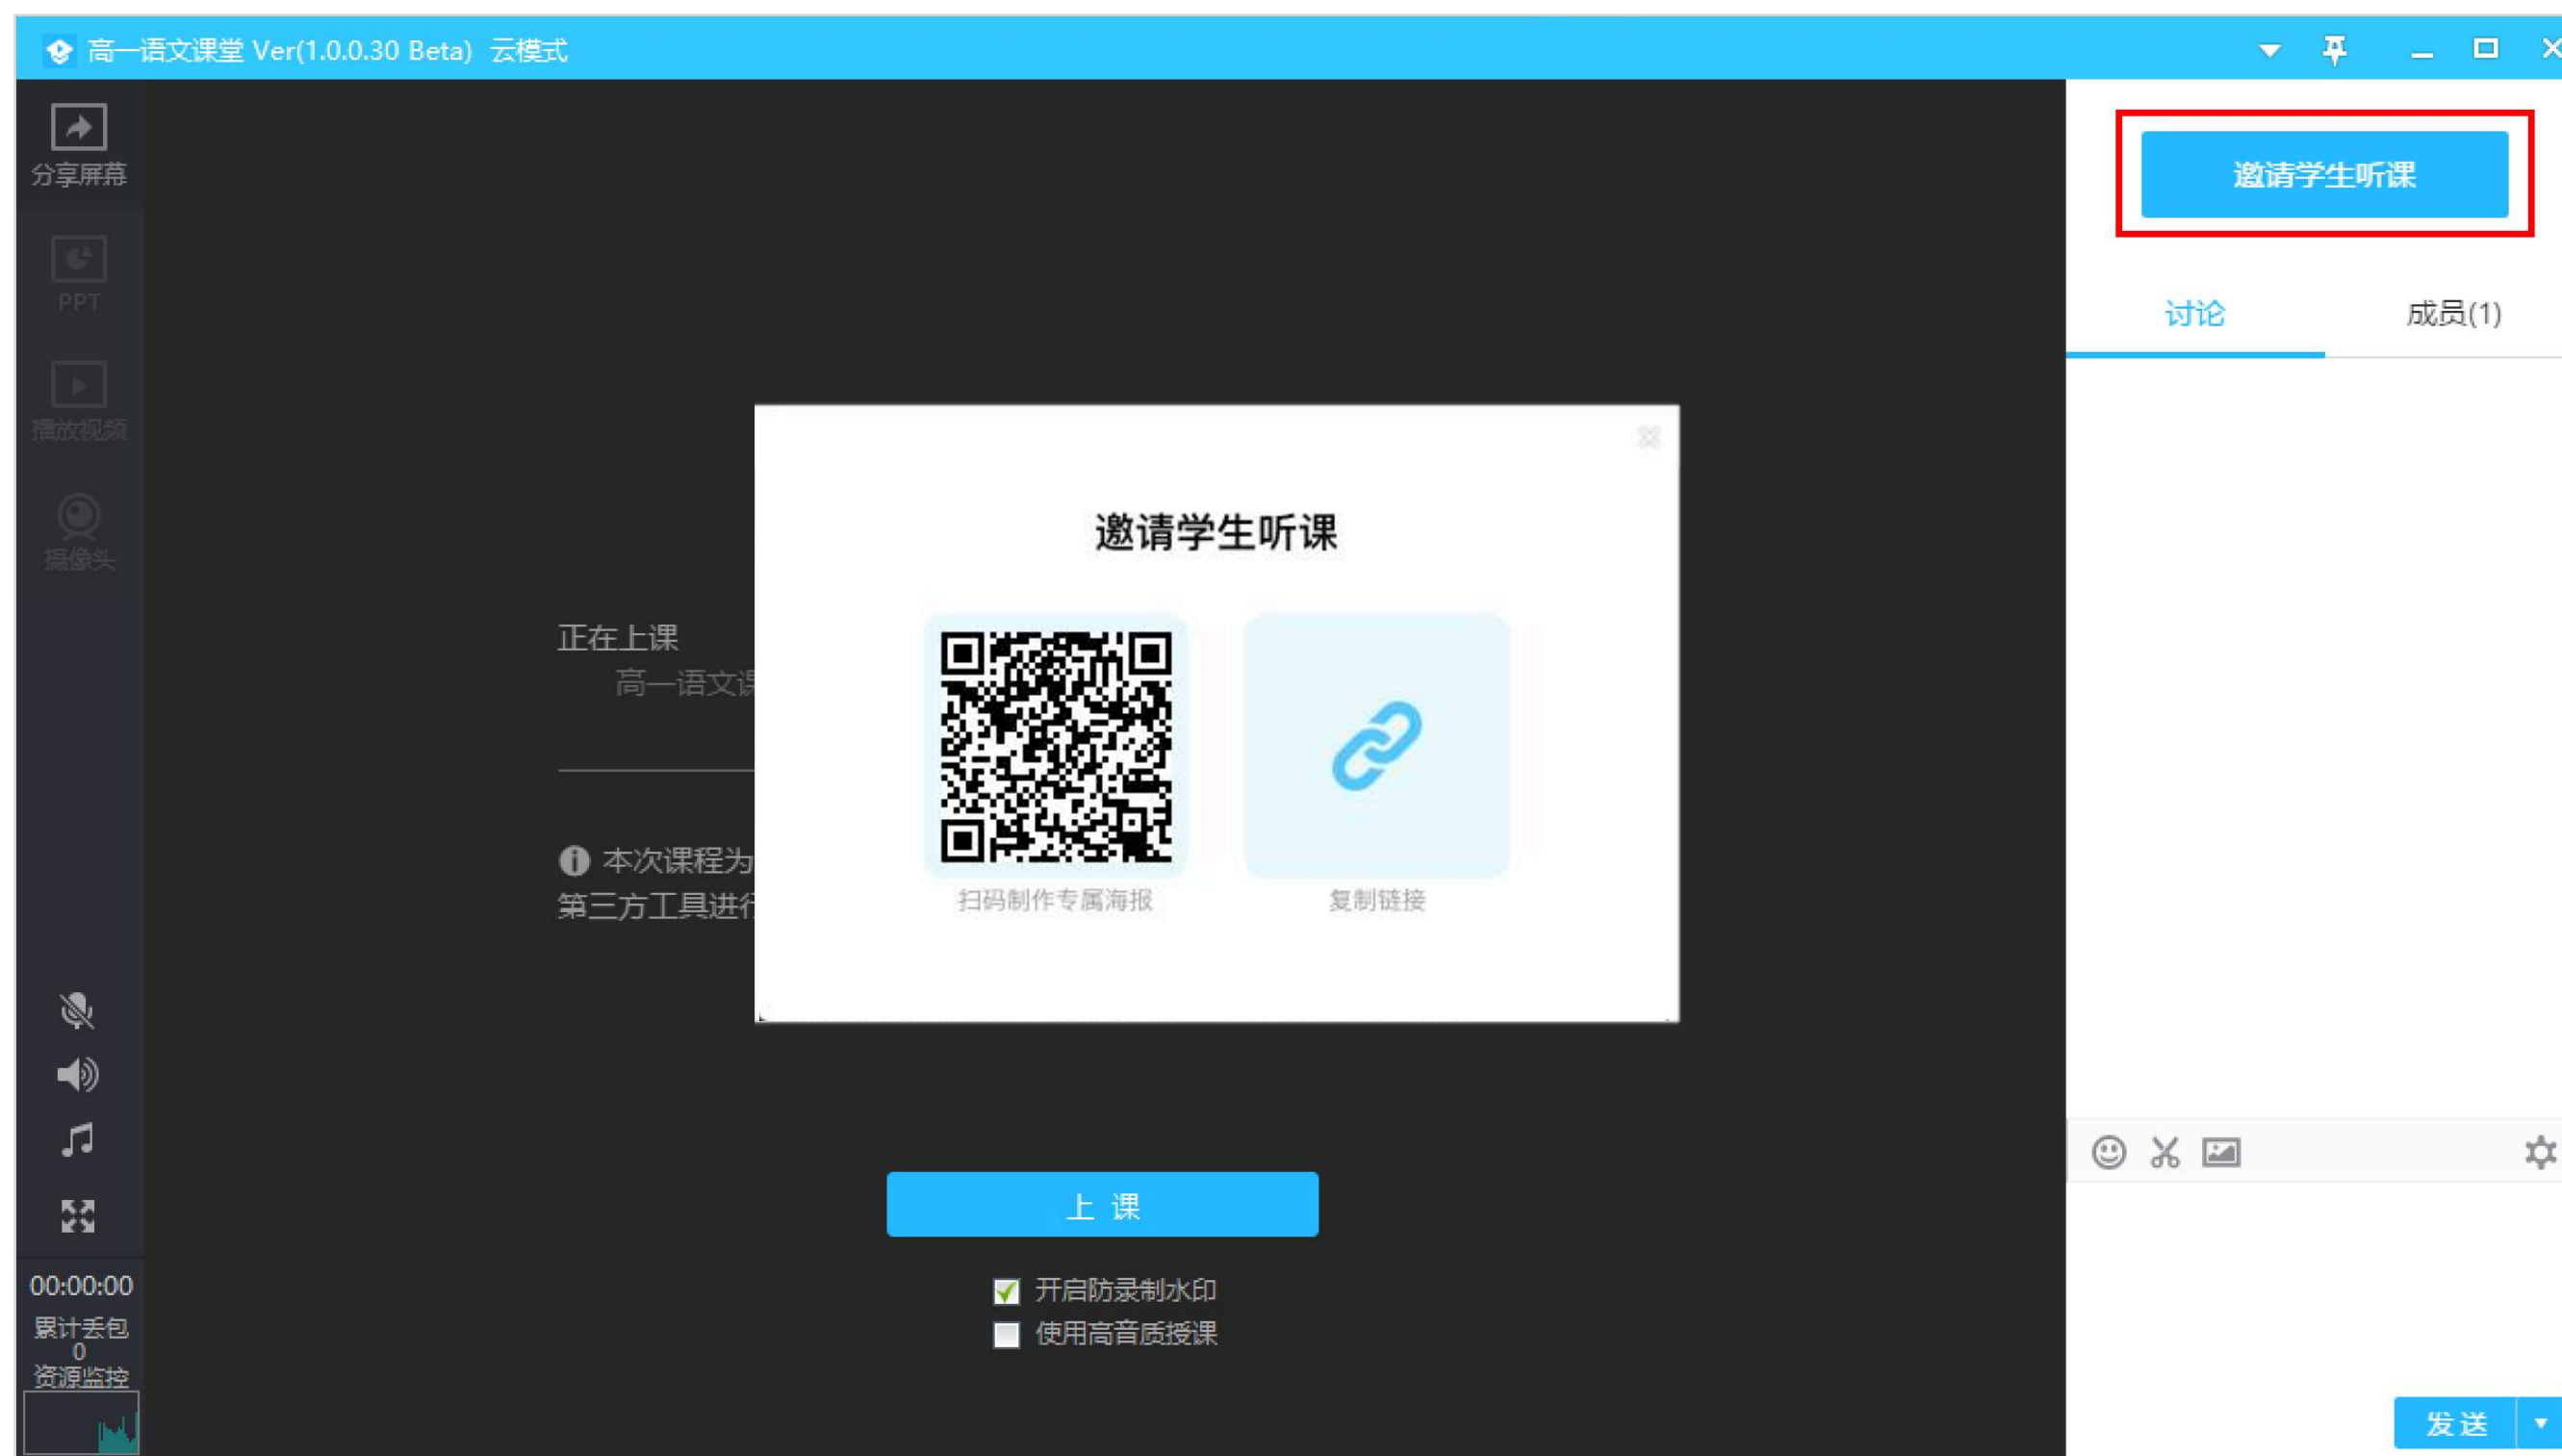 高一语文课堂 Ver(1.0.0.30 Beta) 云模式
分享屏幕
PPT
播放视频
摄像头
邀请学生听课
讨论
成员(1)
正在上课
高一语文课
邀请学生听课
扫码制作专属海报
复制链接
本次课程为
第三方工具进行
上 课
开启防录制水印
使用高音质授课
00:00:00
累计丢包
0
资源监控
发送